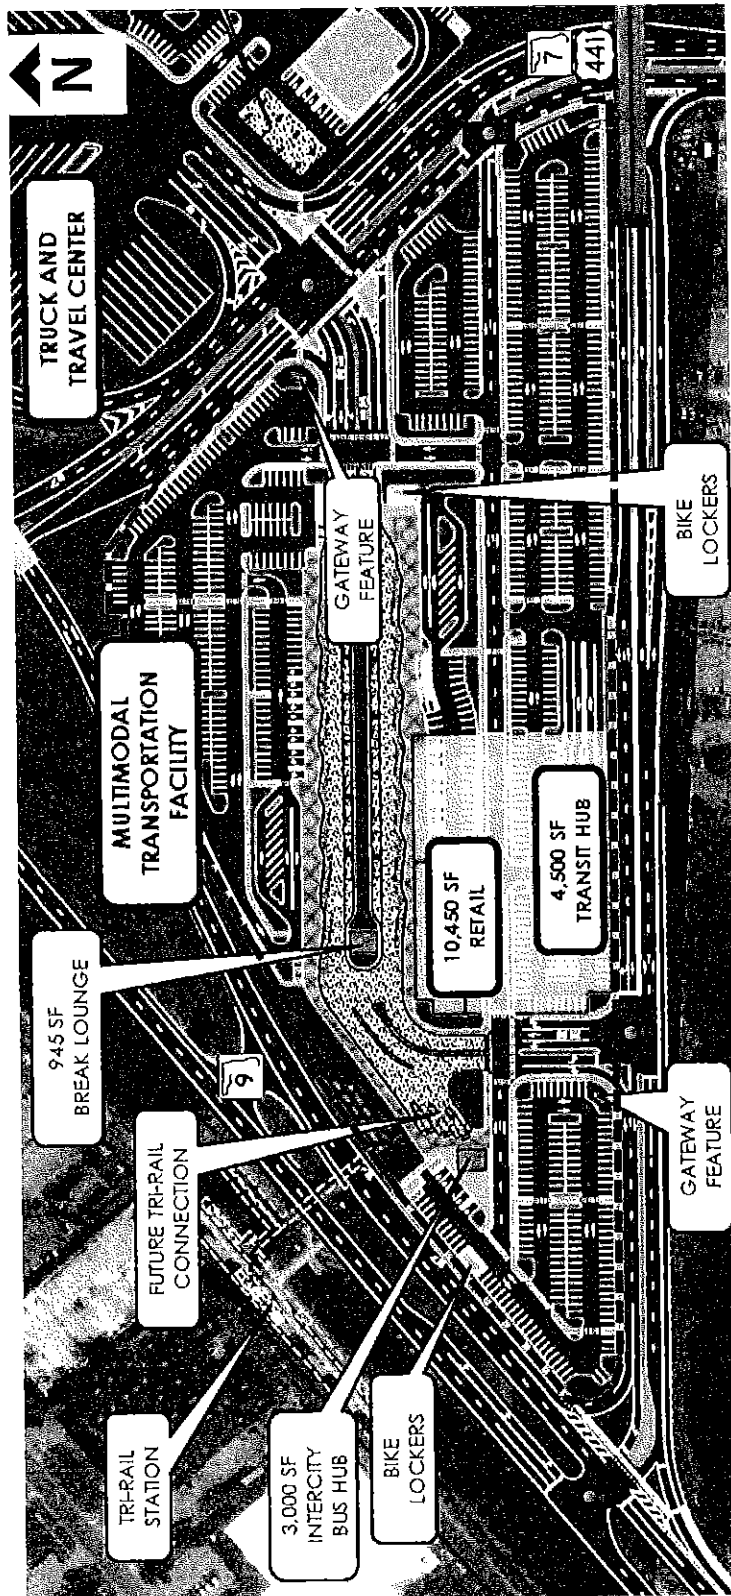 N
TRUCK AND
TRAVEL CENTER
7
441
MULTIMODAL
TRANSPORTATION
FACILITY
GATEWAY
FEATURE
BIKE
LOCKERS
945 SF
BREAK LOUNGE
9
10,450 SF
RETAIL
4,500 SF
TRANSIT HUB
FUTURE TRI-RAIL
CONNECTION
TRI-RAIL
STATION
3,000 SF
INTERCITY
BUS HUB
BIKE
LOCKERS
GATEWAY
FEATURE